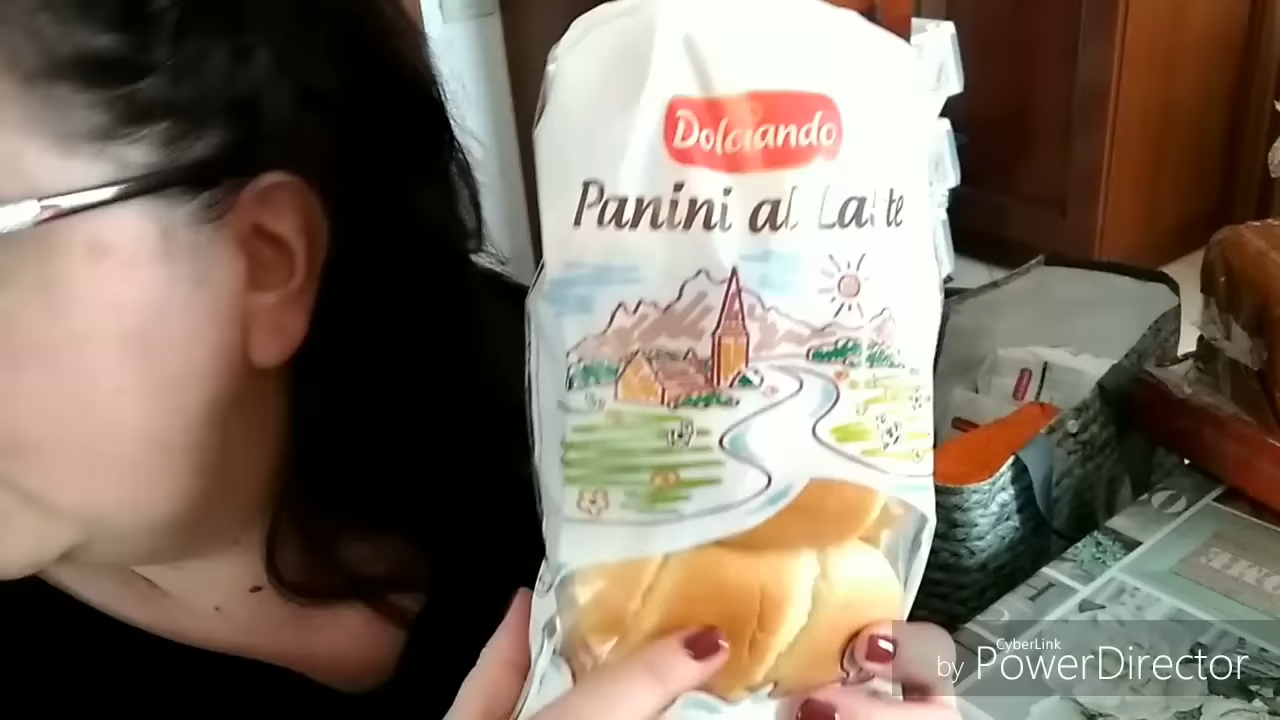 Dolciando
Panini al Latte
CyberLink
by PowerDirector